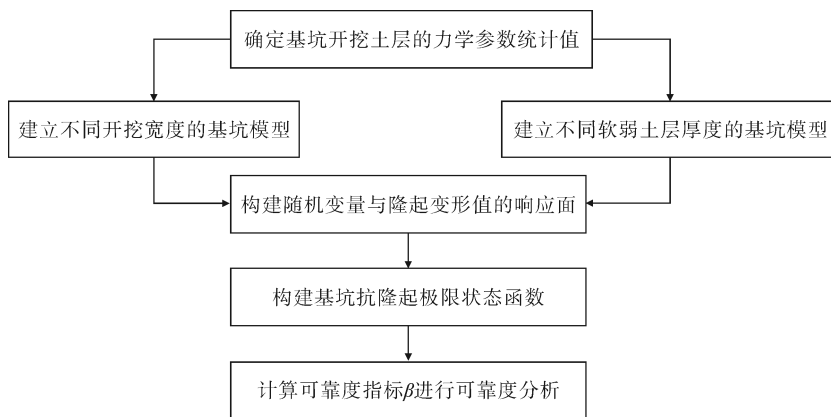 确定基坑开挖土层的力学参数统计值
建立不同开挖宽度的基坑模型
建立不同软弱土层厚度的基坑模型
构建随机变量与隆起变形值的响应面
构建基坑抗隆起极限状态函数
计算可靠度指标β进行可靠度分析